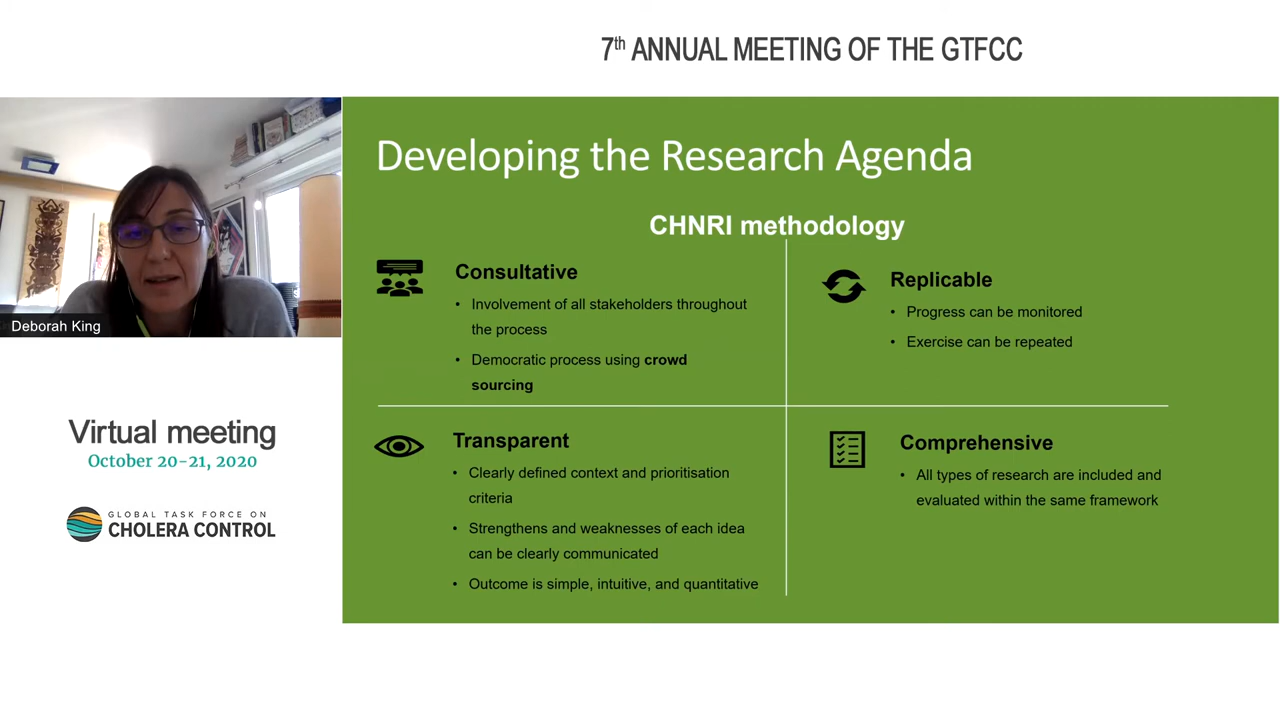 7th ANNUAL MEETING OF THE GTFCC
Deborah King
Virtual meeting
October 20-21, 2020
GLOBAL TASK FORCE ON
CHOLERA CONTROL
Developing the Research Agenda
CHNRI methodology
Consultative
• Involvement of all stakeholders throughout
the process
• Democratic process using crowd
sourcing
Replicable
• Progress can be monitored
• Exercise can be repeated
Transparent
• Clearly defined context and prioritisation
criteria
• Strengthens and weaknesses of each idea
can be clearly communicated
• Outcome is simple, intuitive, and quantitative
Comprehensive
• All types of research are included and
evaluated within the same framework